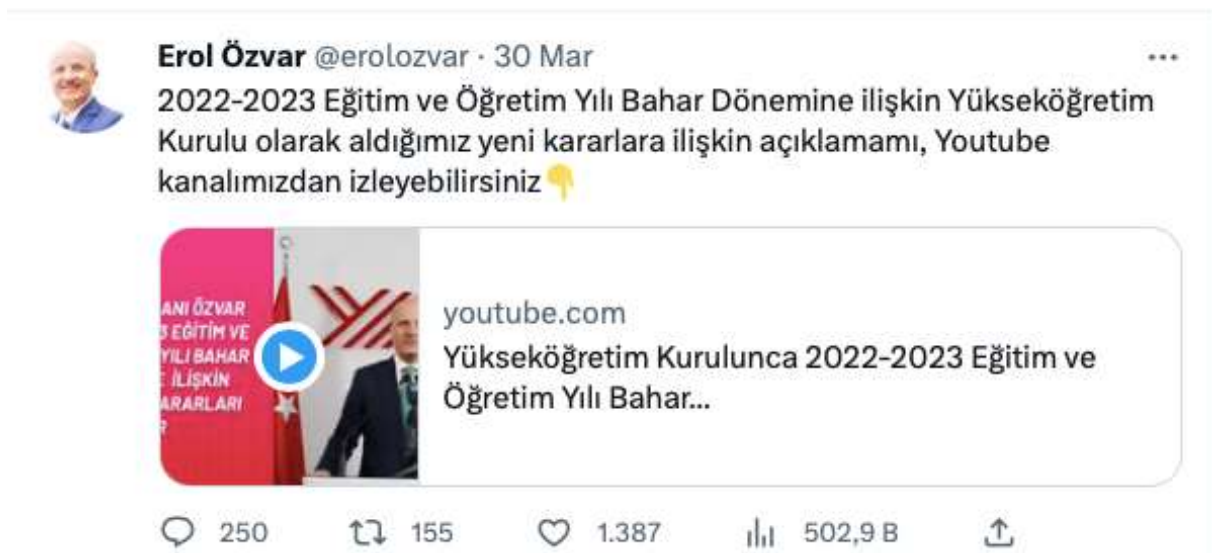 Erol Özvar @erolozvar · 30 Mar
2022-2023 Eğitim ve Öğretim Yılı Bahar Dönemine ilişkin Yükseköğretim
Kurulu olarak aldığımız yeni kararlara ilişkin açıklamamı, Youtube
kanalımızdan izleyebilirsiniz👇
ANI ÖZVAR
3 EĞİTİM VE
YILI BAHAR
E İLİŞKİN
ARARLARI
R
youtube.com
Yükseköğretim Kurulunca 2022-2023 Eğitim ve
Öğretim Yılı Bahar...
250 155 1.387 502,9 B